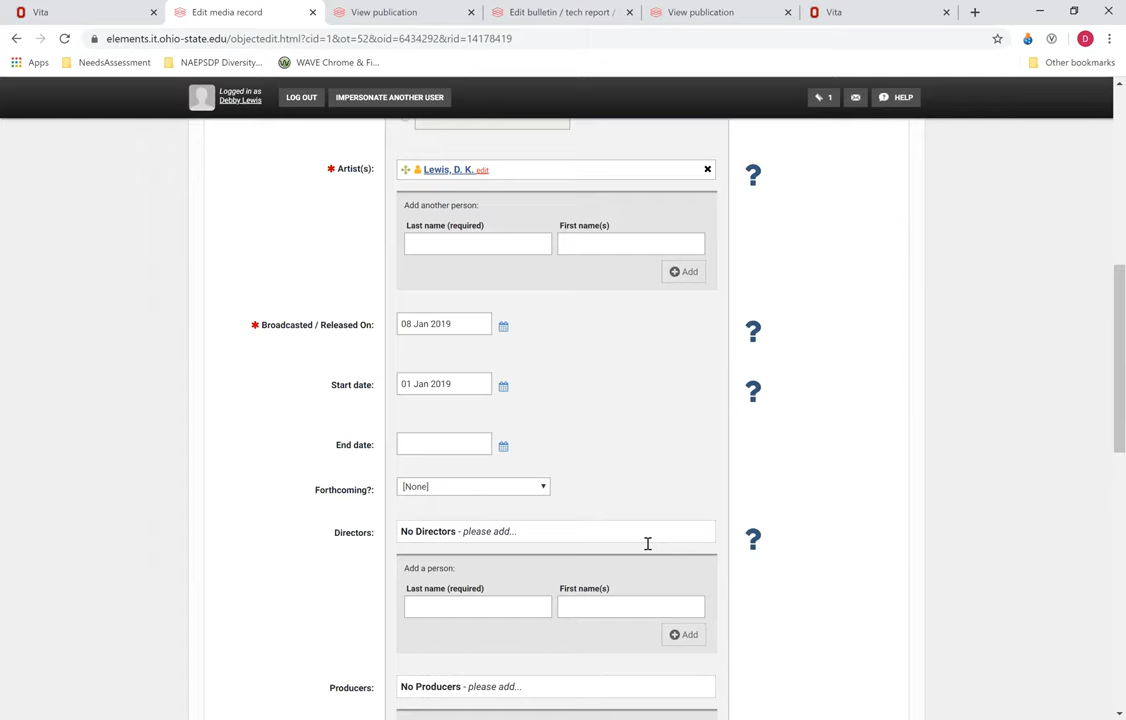 Vita
Edit media record
View publication
Edit bulletin / tech report /
View publication
Vita
elements.it.ohio-state.edu/objectedit.html?cid=1&ot=52&oid=6434292&rid=14178419
D
Apps
NeedsAssessment
NAEPSDP Diversity...
WAVE Chrome & Fi...
Other bookmarks
Logged in as
Debby Lewis
LOG OUT
IMPERSONATE ANOTHER USER
1
HELP
* Artist(s):
Lewis, D. K. edit
Add another person:
Last name (required) First name(s)
Add
* Broadcasted / Released On:
08 Jan 2019
Start date:
01 Jan 2019
End date:
Forthcoming?:
[None]
Directors:
No Directors - please add...
Add a person:
Last name (required) First name(s)
Add
Producers:
No Producers - please add...